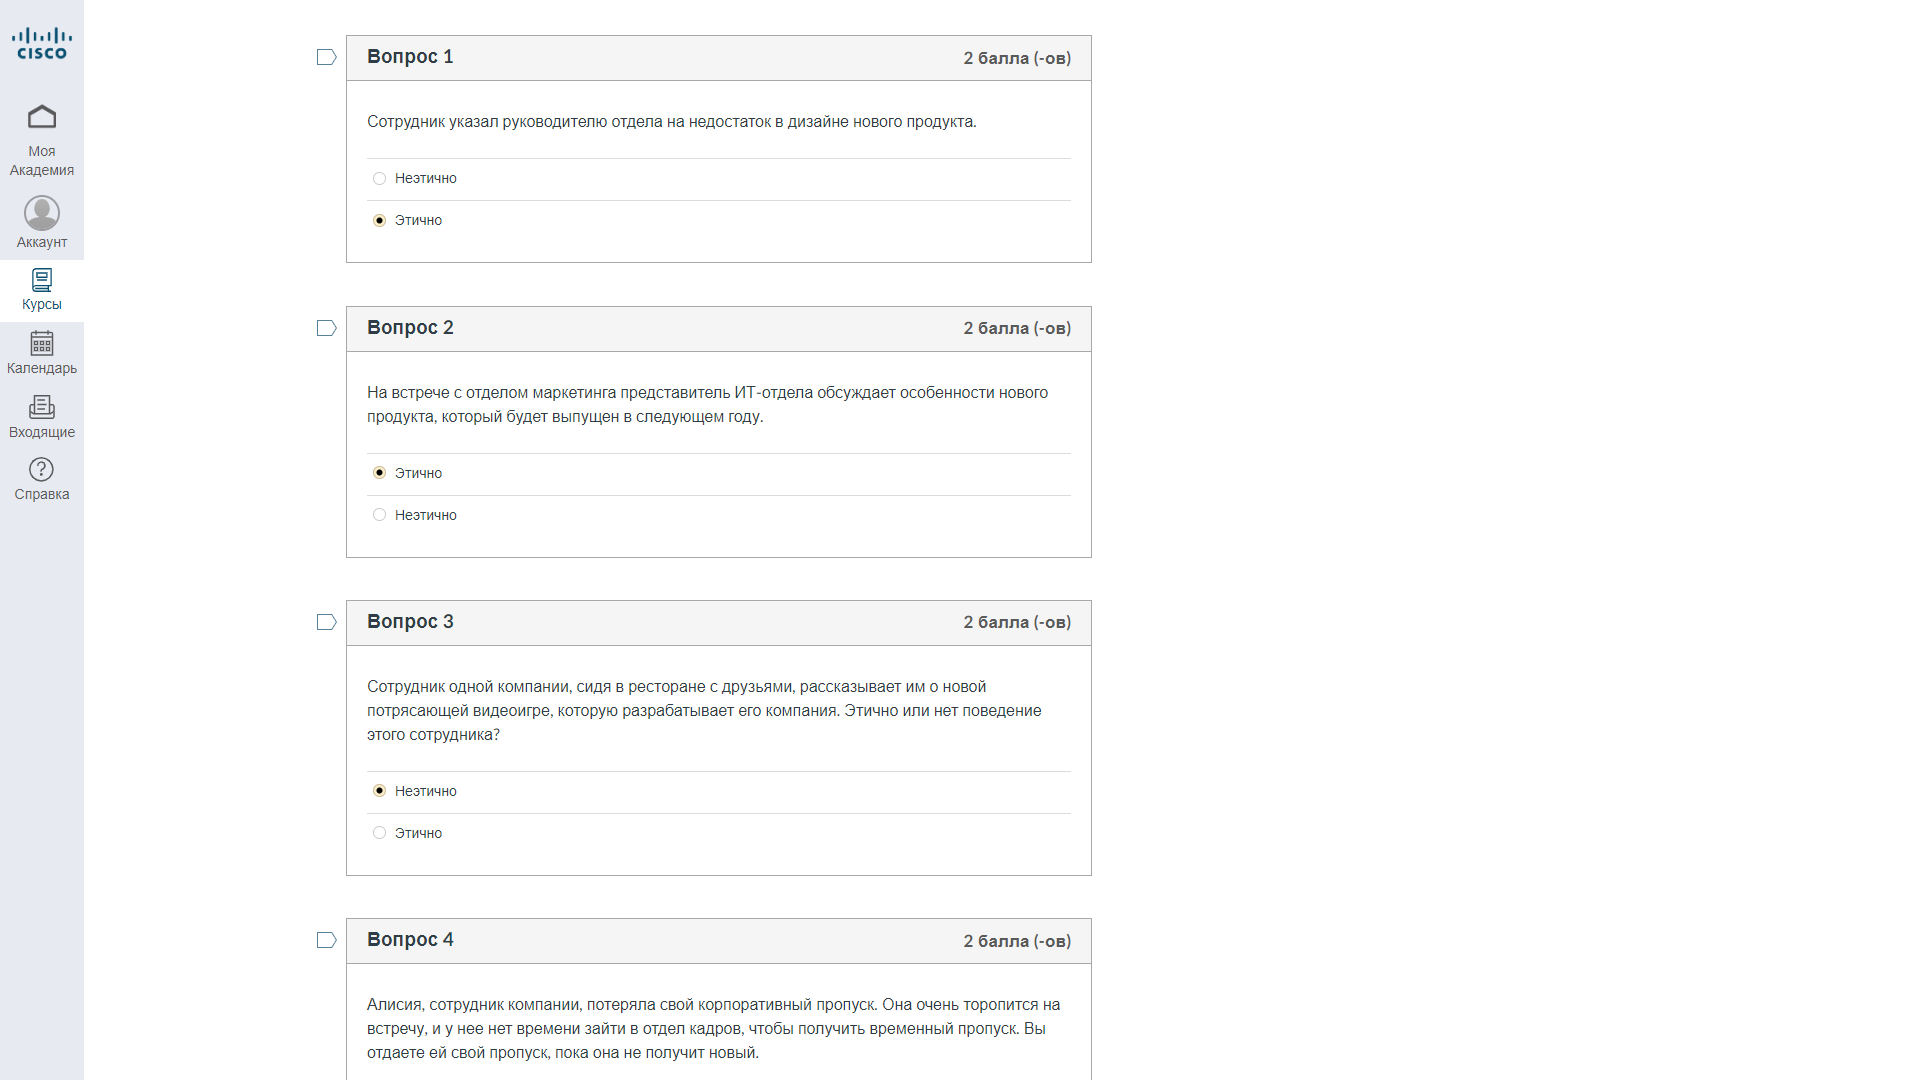 CISCO
Моя
Академия
Аккаунт
Курсы
Календарь
Входящие
Справка
Вопрос 1
2 балла (-ов)
Сотрудник указал руководителю отдела на недостаток в дизайне нового продукта.
Неэтично
Этично
Вопрос 2
2 балла (-ов)
На встрече с отделом маркетинга представитель ИТ-отдела обсуждает особенности нового
продукта, который будет выпущен в следующем году.
Этично
Неэтично
Вопрос 3
2 балла (-ов)
Сотрудник одной компании, сидя в ресторане с друзьями, рассказывает им о новой
потрясающей видеоигре, которую разрабатывает его компания. Этично или нет поведение
этого сотрудника?
Неэтично
Этично
Вопрос 4
2 балла (-ов)
Алисия, сотрудник компании, потеряла свой корпоративный пропуск. Она очень торопится на
встречу, и у нее нет времени зайти в отдел кадров, чтобы получить временный пропуск. Вы
отдаете ей свой пропуск, пока она не получит новый.